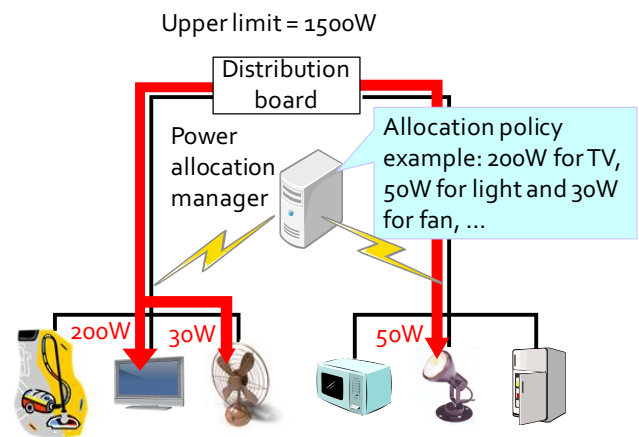 Upper limit = 1500W
Distribution
board
Power
allocation
manager
Allocation policy
example: 200W for TV,
50W for light and 30W
for fan, ...
200W
30W
50W